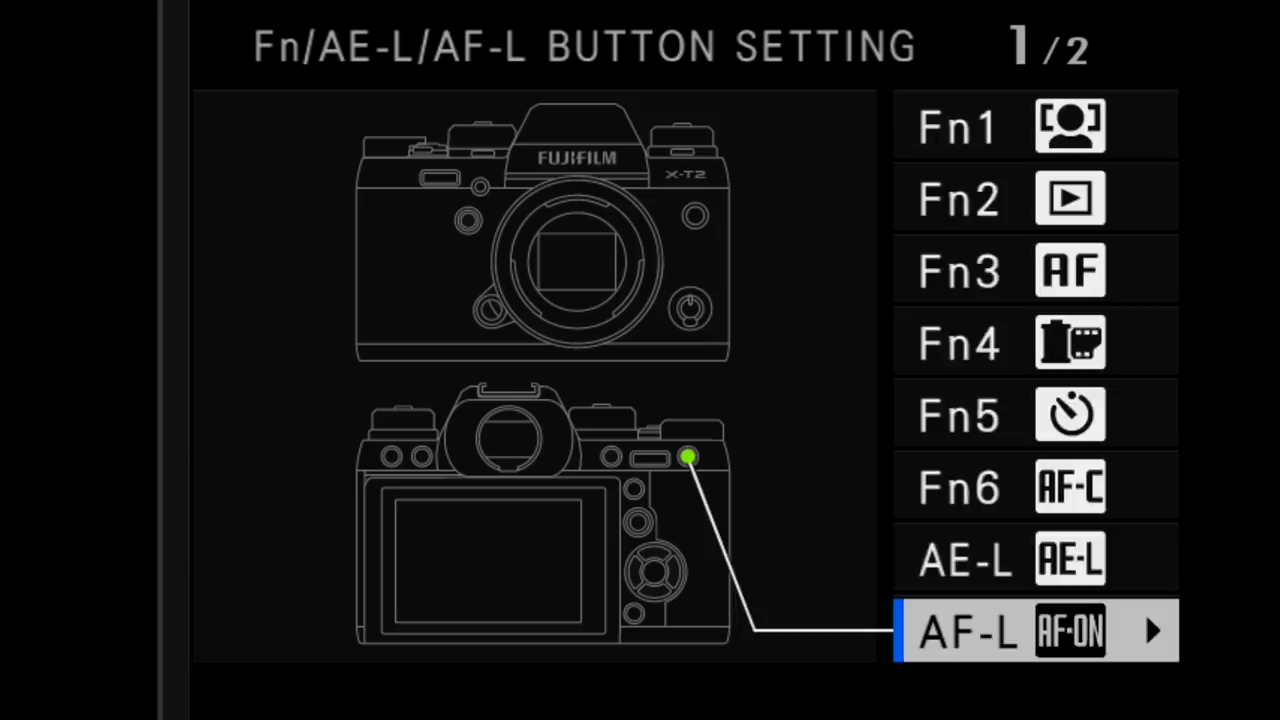 Fn/AE-L/AF-L BUTTON SETTING 1/2
FUJIFILM
X-T2
Fn1
Fn2
Fn3 AF
Fn4
Fn5
Fn6 AF-C
AE-L AE-L
AF-L AF-ON